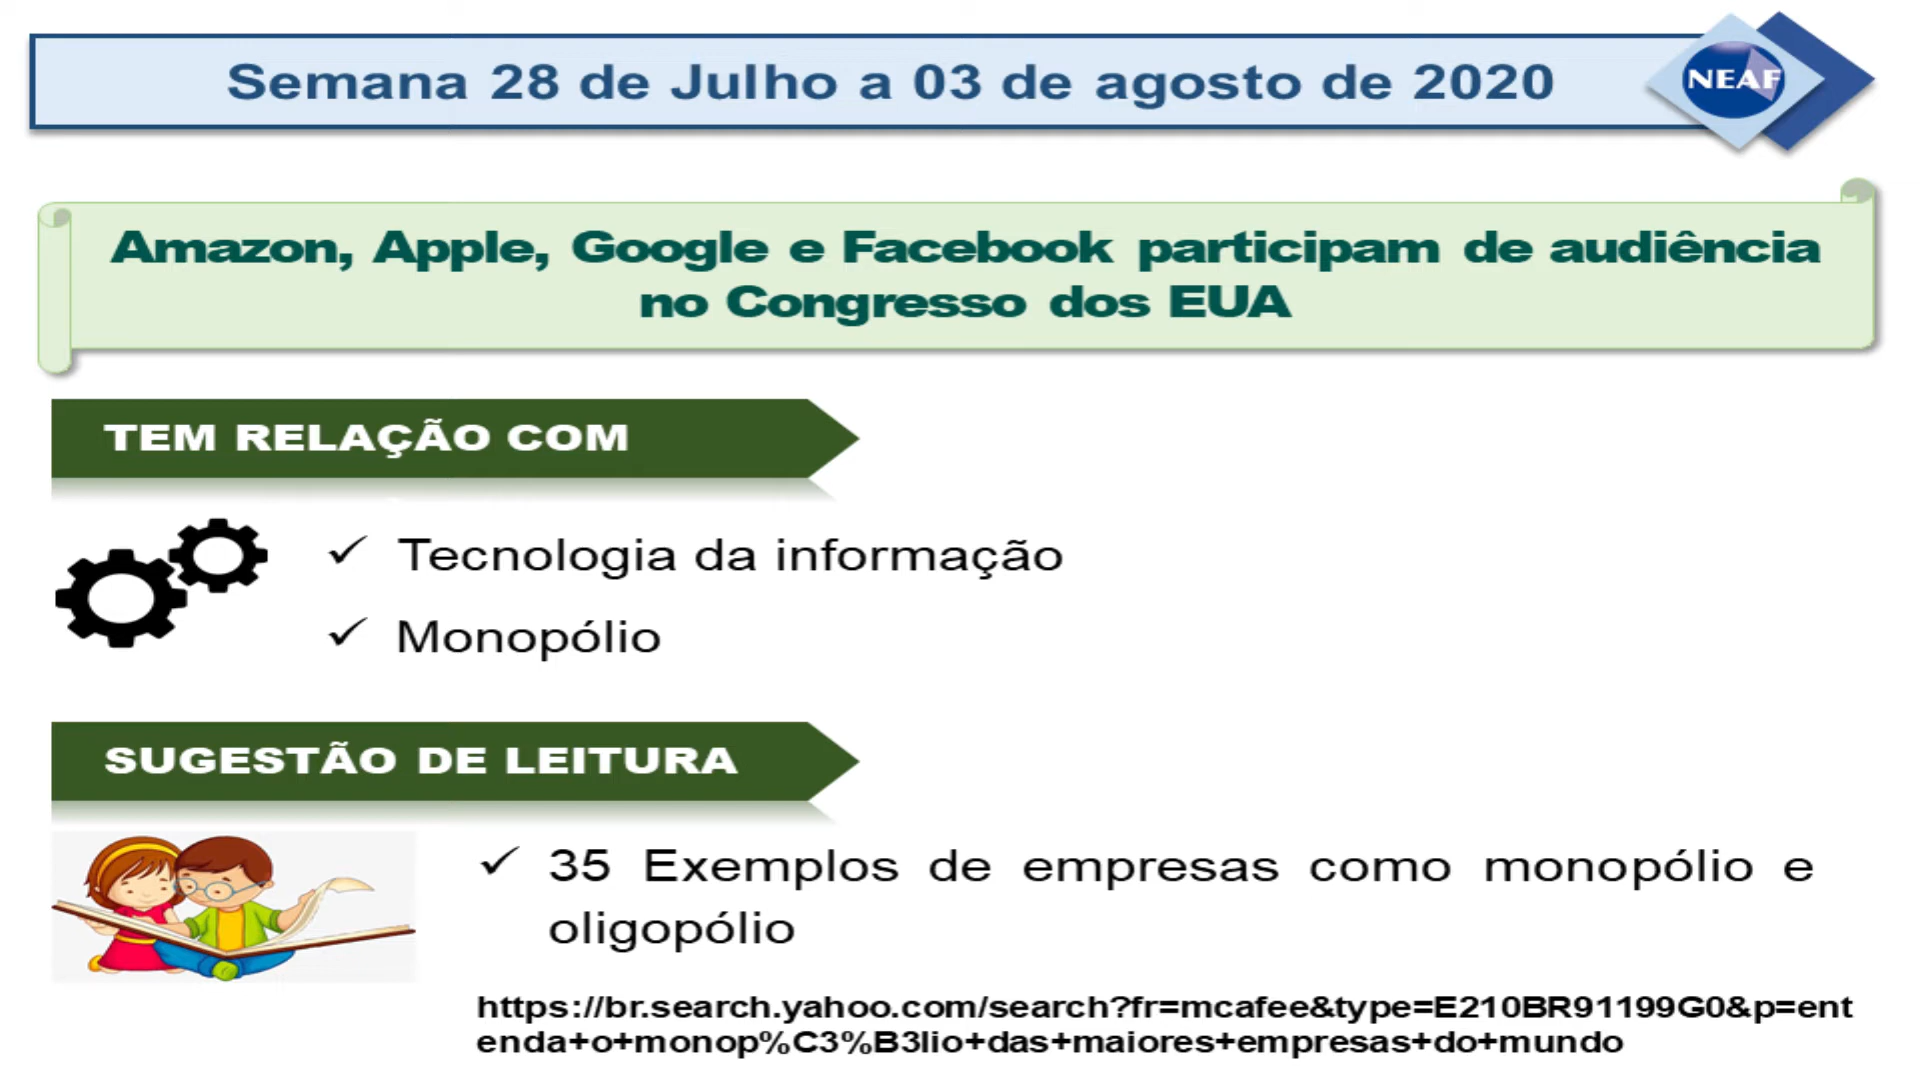 Semana 28 de Julho a 03 de agosto de 2020
NEAF
Amazon, Apple, Google e Facebook participam de audiência
no Congresso dos EUA
TEM RELAÇÃO COM
✓ Tecnologia da informação
✓ Monopólio
SUGESTÃO DE LEITURA
✓ 35 Exemplos de empresas como monopólio e
oligopólio
https://br.search.yahoo.com/search?fr=mcafee&type=E210BR91199G0&p=ent
enda+o+monop%C3%B3lio+das+maiores+empresas+do+mundo